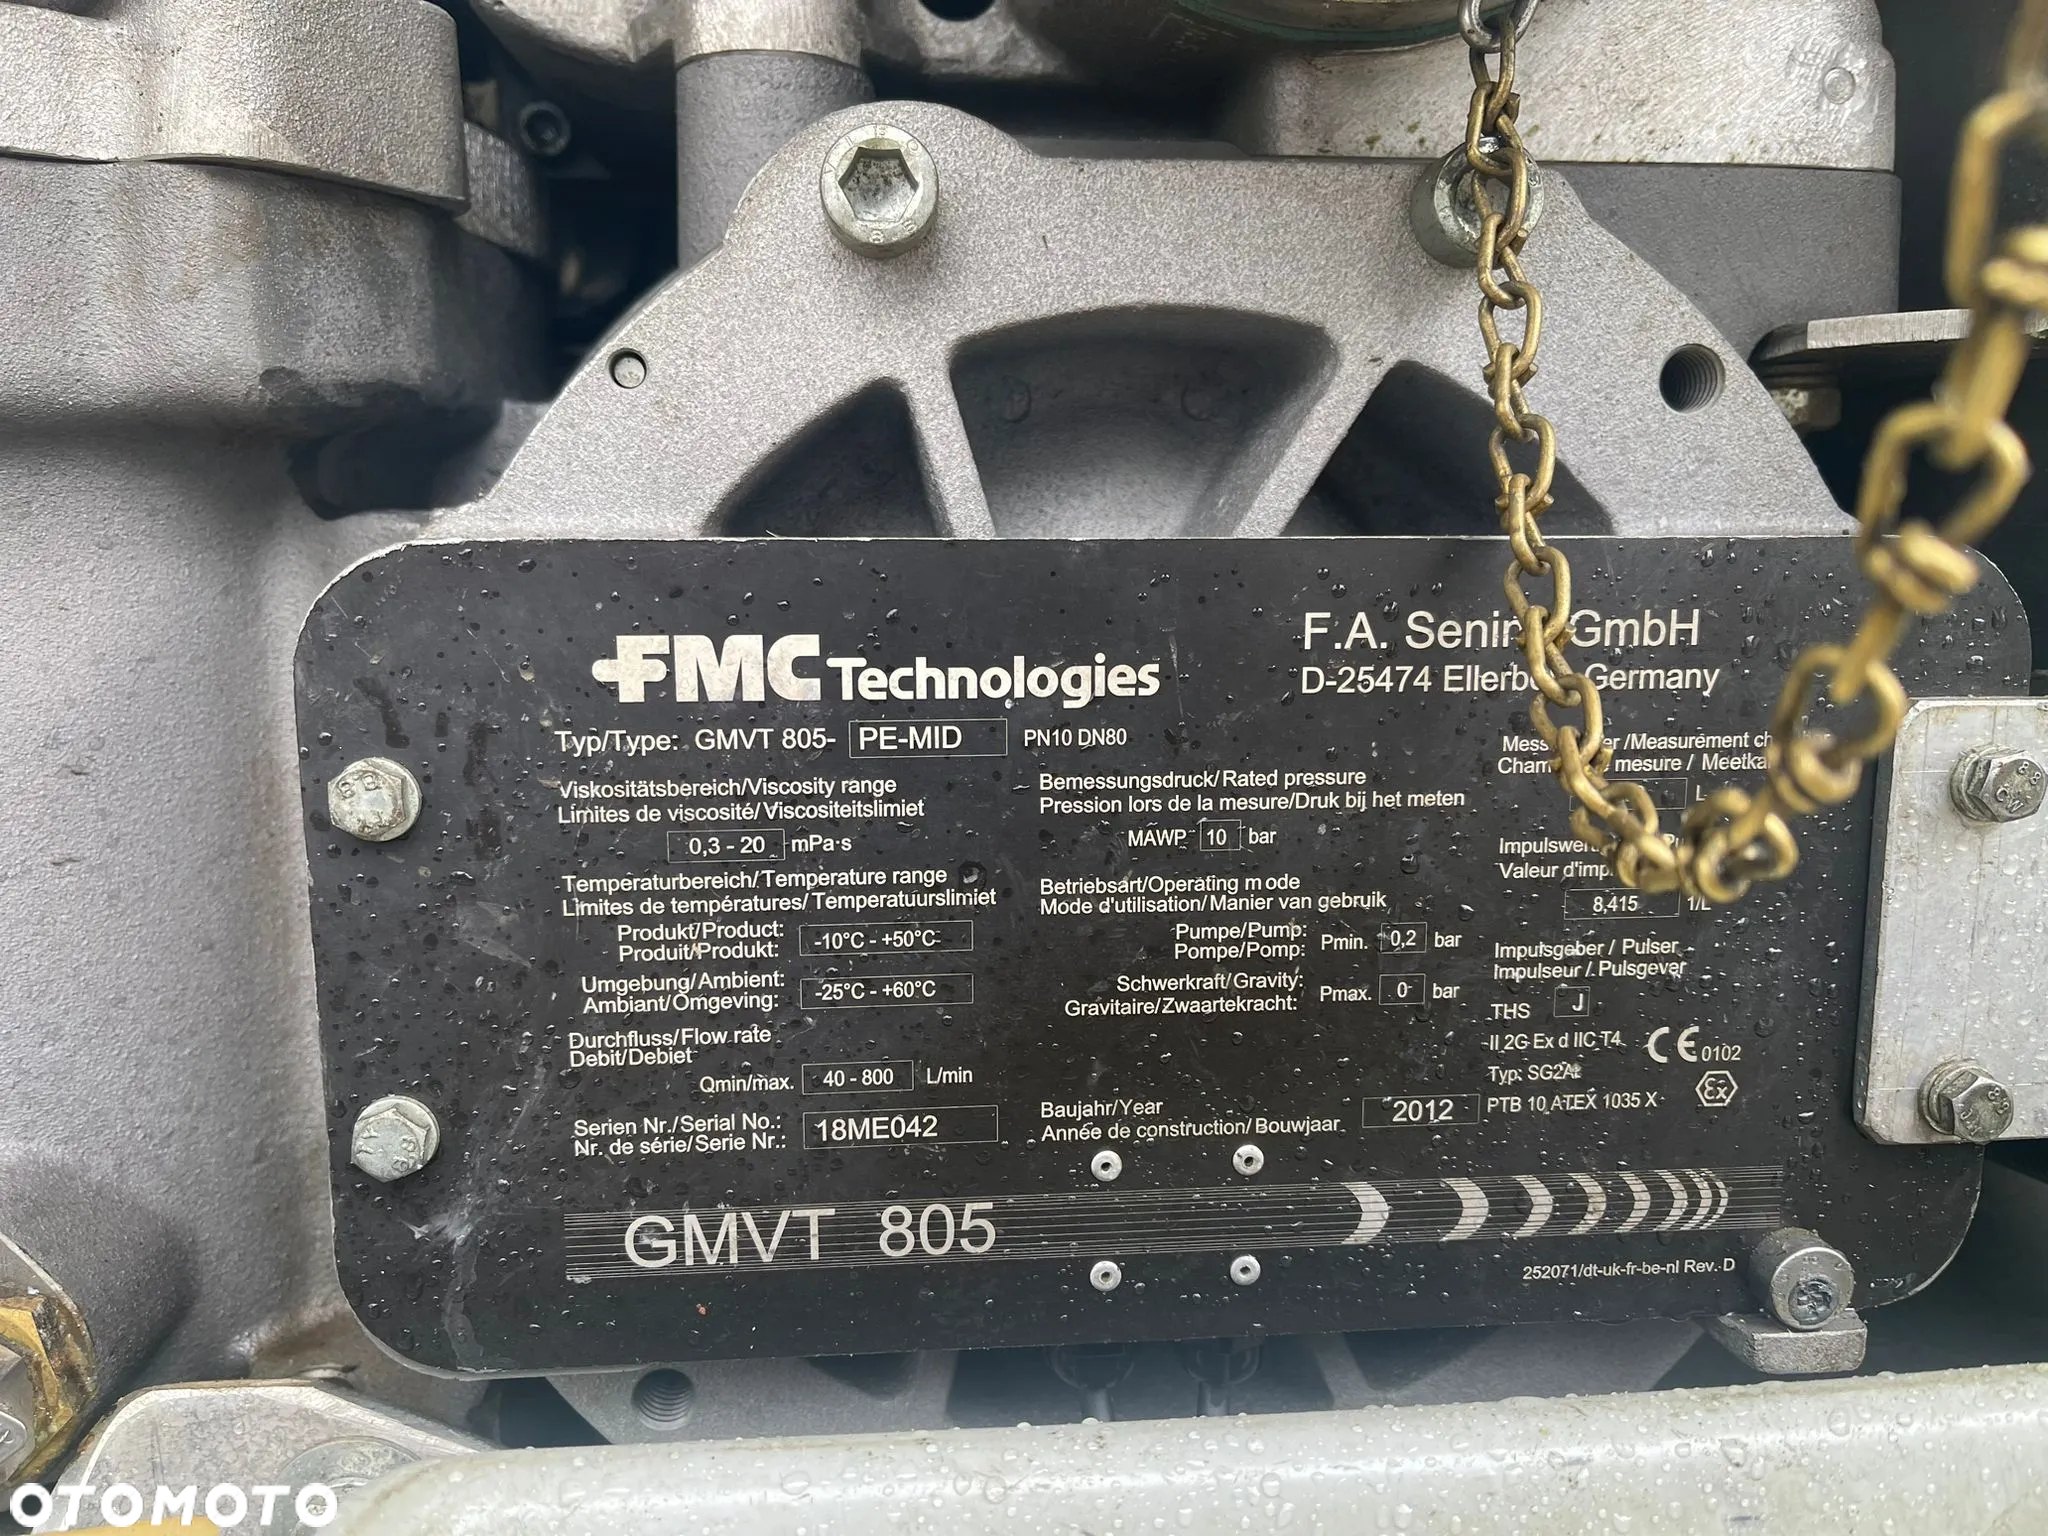 FMC Technologies
F.A. Senin GmbH
D-25474 Ellerbe Germany
Typ/Type: GMVT 805- PE-MID PN10 DN80
Viskositätsbereich/Viscosity range
Limites de viscosité/Viscositeitslimiet
0,3 - 20 mPa·s
Temperaturbereich/Temperature range
Limites de températures/Temperatuurslimiet
Produkt/Product:
Produit/Produkt:
-10°C - +50°C
Umgebung/Ambient:
Ambiant/Omgeving:
-25°C - +60°C
Durchfluss/Flow rate
Debit/Debiet
Qmin/max. 40 - 800 L/min
Serien Nr./Serial No.:
Nr. de série/Serie Nr.:
18ME042
Bemessungsdruck/Rated pressure
Pression lors de la mesure/Druk bij het meten
MAWP 10 bar
Betriebsart/Operating mode
Mode d'utilisation/Manier van gebruik
Pumpe/Pump:
Pompe/Pomp:
Pmin. 0,2 bar
Schwerkraft/Gravity:
Gravitaire/Zwaartekracht:
Pmax. 0 bar
Baujahr/Year
Année de construction/Bouwjaar
2012
/Measurement
mesure /
L
Valeur
8,415 1/L
Impulsgeber / Pulser
Impulseur / Pulsgever
THS J
II 2G Ex d IIC T4
CE 0102
Typ: SG2AL
PTB 10 ATEX 1035 X
Ex
GMVT 805
252071/dt-uk-fr-be-nl Rev. D
OTOMOTO